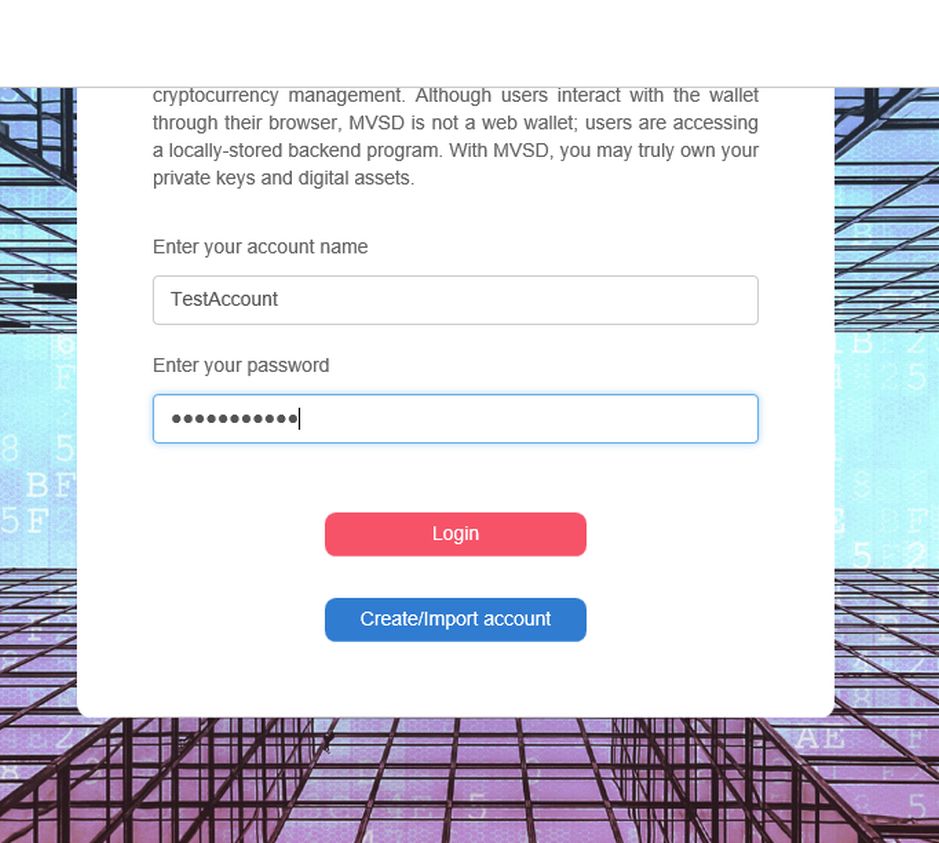 cryptocurrency management. Although users interact with the wallet
through their browser, MVSD is not a web wallet; users are accessing
a locally-stored backend program. With MVSD, you may truly own your
private keys and digital assets.
Enter your account name
TestAccount
Enter your password
●●●●●●●●●●●
Login
Create/Import account